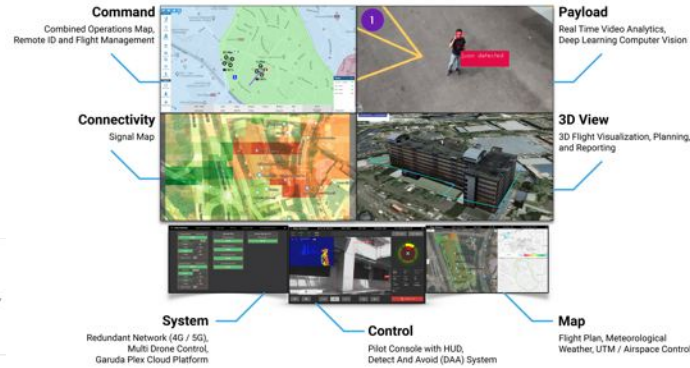 Command
Combined Operations Map,
Remote ID and Flight Management
Payload
Real Time Video Analytics,
Deep Learning Computer Vision
1
Connectivity
Signal Map
3D View
3D Flight Visualization, Planning,
and Reporting
System
Redundant Network (4G / 5G),
Multi Drone Control,
Garuda Plex Cloud Platform
Control
Pilot Console with HUD,
Detect And Avoid (DAA) System
Map
Flight Plan, Meteorological
Weather, UTM / Airspace Control